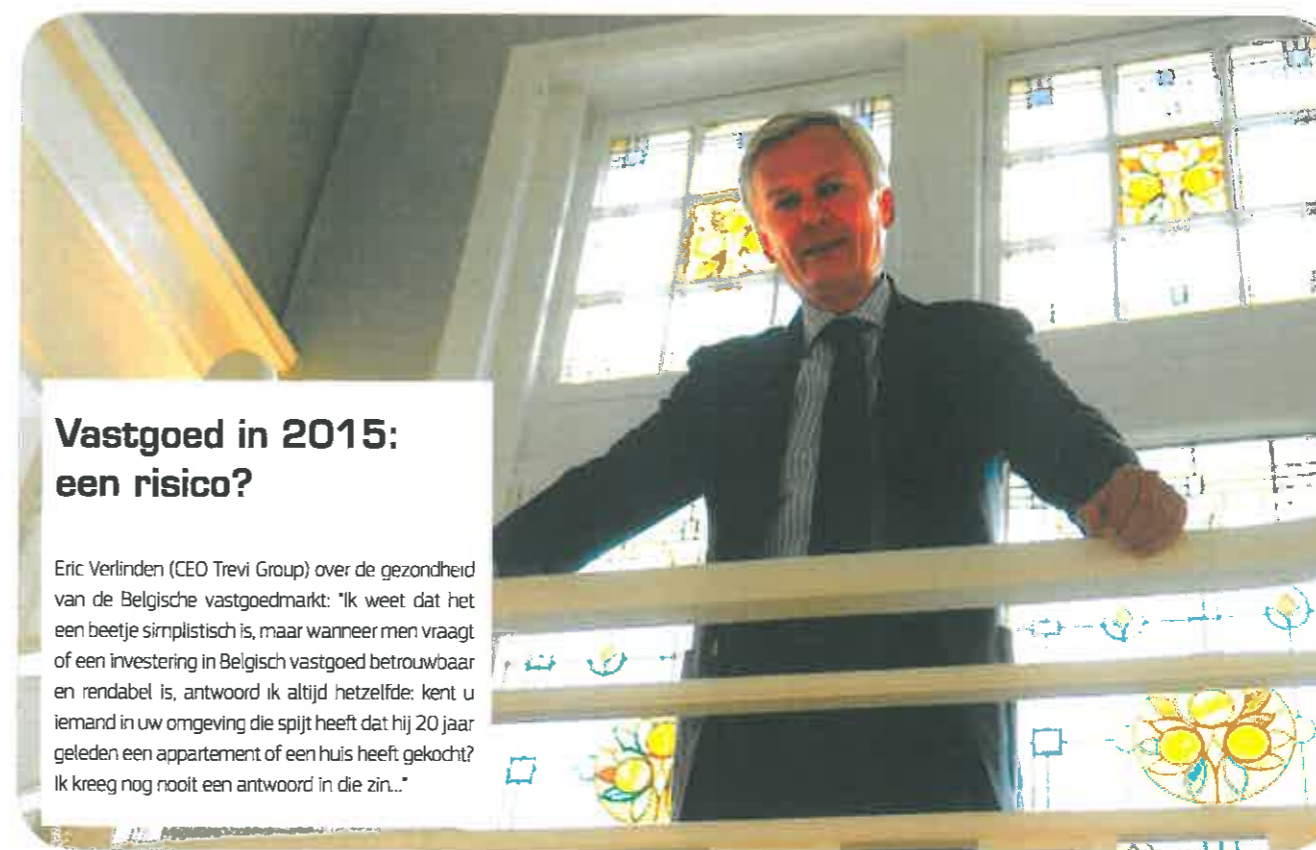 Vastgoed in 2015:
een risico?
Eric Verlinden (CEO Trevi Group) over de gezondheid
van de Belgische vastgoedmarkt: "Ik weet dat het
een beetje simplistisch is, maar wanneer men vraagt
of een investering in Belgisch vastgoed betrouwbaar
en rendabel is, antwoord ik altijd hetzelfde: kent u
iemand in uw omgeving die spijt heeft dat hij 20 jaar
geleden een appartement of een huis heeft gekocht?
Ik kreeg nog nooit een antwoord in die zin..."